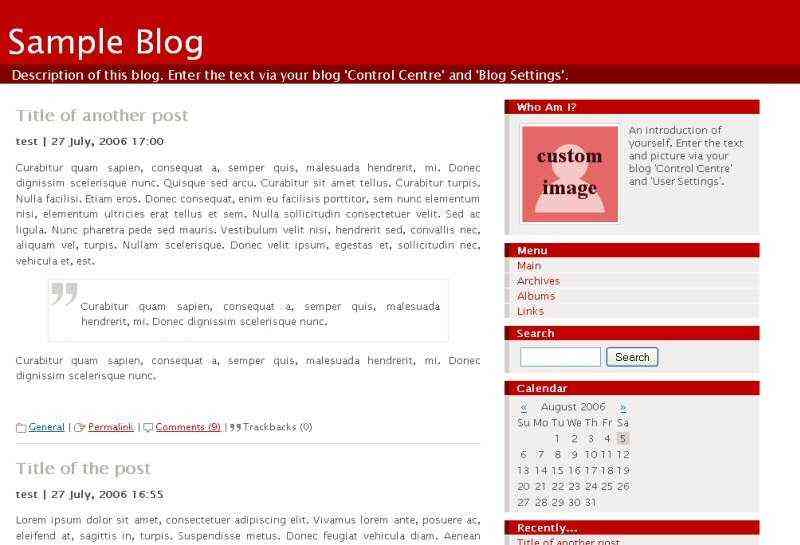 Sample Blog
Description of this blog. Enter the text via your blog 'Control Centre' and 'Blog Settings'.
Title of another post
test | 27 July, 2006 17:00
Curabitur quam sapien, consequat a, semper quis, malesuada hendrerit, mi. Donec
dignissim scelerisque nunc. Quisque sed arcu. Curabitur sit amet tellus. Curabitur turpis.
Nulla facilisi. Etiam eros. Donec consequat, enim eu facilisis porttitor, sem nunc elementum
nisi, elementum ultricies erat tellus et sem. Nulla sollicitudin consectetuer velit. Sed ac
ligula. Nunc pharetra pede sed mauris. Vestibulum velit nisi, hendrerit sed, convallis nec,
aliquam vel, turpis. Nullam scelerisque. Donec velit ipsum, egestas et, sollicitudin nec,
vehicula et, est.
Curabitur quam sapien, consequat a, semper quis, malesuada
hendrerit, mi. Donec dignissim scelerisque nunc.
Curabitur quam sapien, consequat a, semper quis, malesuada hendrerit, mi. Donec
dignissim scelerisque nunc.
General | Permalink | Comments (9) | Trackbacks (0)
Title of the post
test | 27 July, 2006 16:55
Lorem ipsum dolor sit amet, consectetuer adipiscing elit. Vivamus lorem ante, posuere ac,
eleifend at, sagittis in, turpis. Suspendisse metus. Donec feugiat vehicula diam. Aenean
Who Am I?
custom
image
An introduction of
yourself. Enter the text
and picture via your
blog 'Control Centre'
and 'User Settings'.
Menu
Main
Archives
Albums
Links
Search
Search
Calendar
« August 2006 »
Su Mo Tu We Th Fr Sa
1 2 3 4 5
6 7 8 9 10 11 12
13 14 15 16 17 18 19
20 21 22 23 24 25 26
27 28 29 30 31
Recently...
Title of another post